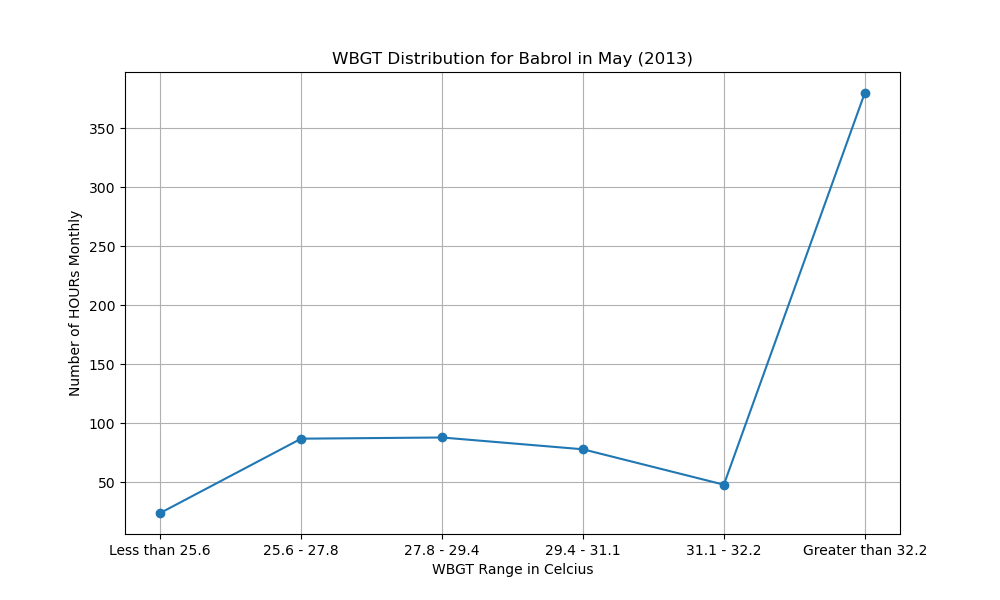 WBGT Distribution for Babrol in May (2013)
Number of HOURs Monthly
350
300
250
200
150
100
50
Less than 25.6
25.6 - 27.8
27.8 - 29.4
29.4 - 31.1
31.1 - 32.2
Greater than 32.2
WBGT Range in Celcius